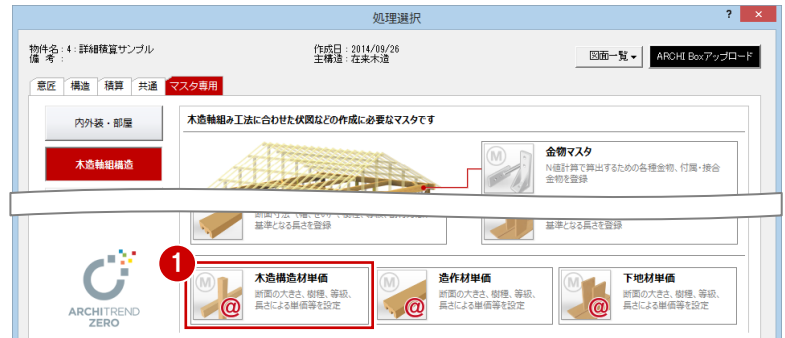 処理選択
? ×
物件名：4：詳細積算サンプル
作成日：2014/09/26
備 考：
主構造：在来木造
図面一覧
ARCHI Boxアップロード
意匠 構造 積算 共通 マスタ専用
内外装・部屋
木造軸組み工法に合わせた伏図などの作成に必要なマスタです
木造軸組構造
M
金物マスタ
N値計算で算出するための各種金物、付属・接合
金物を登録
基準となる長さを登録
基準となる長さを登録
1
M @
木造構造材単価
断面の大きさ、樹種、等級、
長さによる単価等を設定
M @
造作材単価
断面の大きさ、樹種、等級、
長さによる単価等を設定
M @
下地材単価
断面の大きさ、樹種、等級、
長さによる単価等を設定
ARCHITREND
ZERO